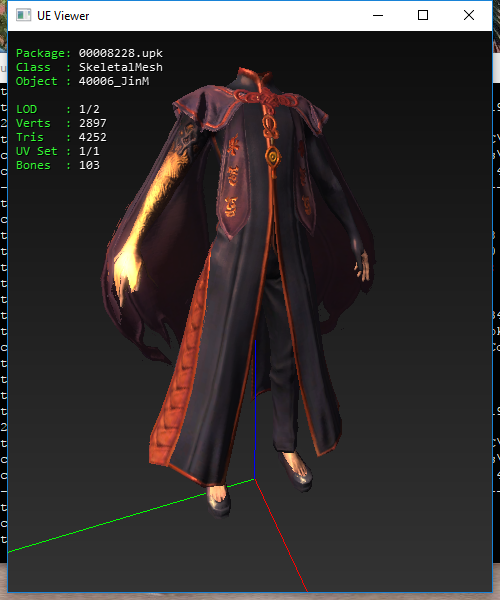 UE Viewer
Package: 00008228.upk
Class : SkeletalMesh
Object : 40006_JinM
LOD : 1/2
Verts : 2897
Tris : 4252
UV Set : 1/1
Bones : 103